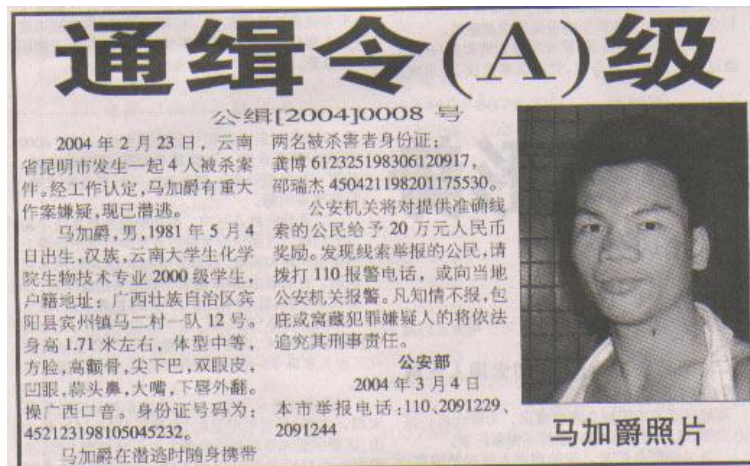 通缉令(A)级
公缉[2004]0008 号
2004 年 2 月 23 日，云南
省昆明市发生一起 4 人被杀案
件。经工作认定，马加爵有重大
作案嫌疑，现已潜逃。
马加爵，男，1981 年 5 月 4
日出生，汉族，云南大学生化学
院生物技术专业 2000 级学生，
户籍地址：广西壮族自治区宾
阳县宾州镇马二村一队 12 号。
身高 1.71 米左右，体型中等，
方脸，高颧骨，尖下巴，双眼皮，
凹眼，蒜头鼻，大嘴，下唇外翻。
操广西口音。身份证号码为：
452123198105045232。
马加爵在潜逃时随身携带
两名被杀害者身份证：
龚博 612325198306120917，
邵瑞杰 450421198201175530。
公安机关将对提供准确线
索的公民给予 20 万元人民币
奖励。发现线索举报的公民，请
拨打 110 报警电话，或向当地
公安机关报警。凡知情不报，包
庇或窝藏犯罪嫌疑人的将依法
追究其刑事责任。
公安部
2004 年 3 月 4 日
本市举报电话：110、2091229、
2091244
马加爵照片